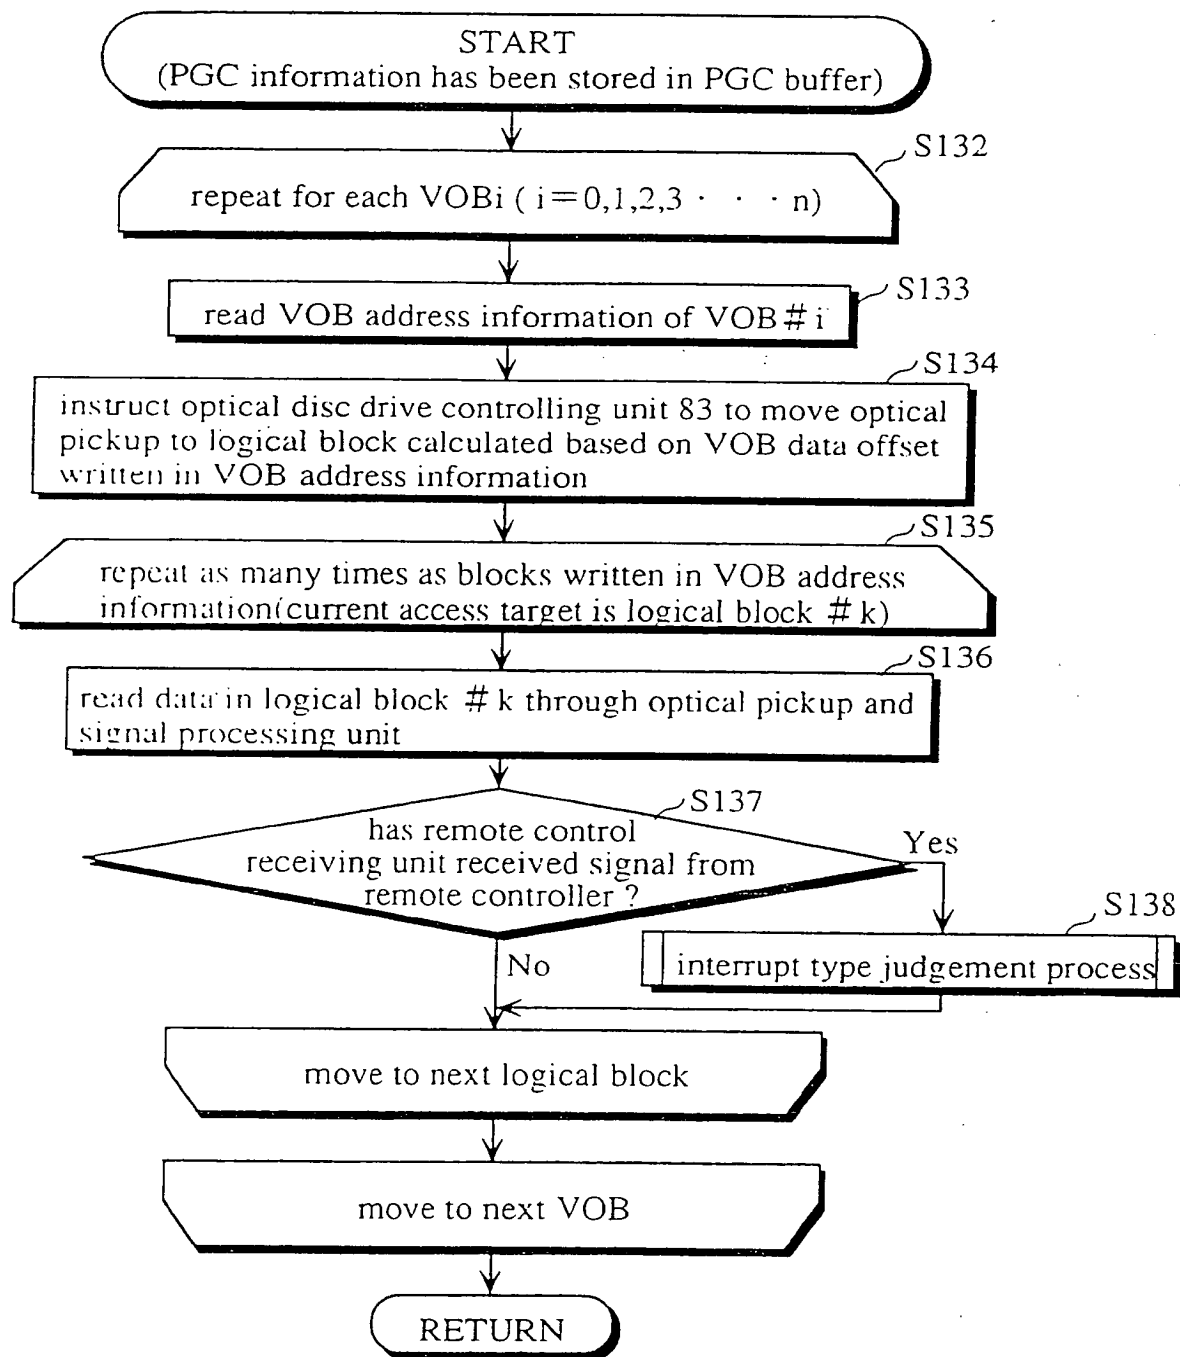 START
(PGC information has been stored in PGC buffer)
S132
repeat for each VOBi ( i=0,1,2,3 · · · n)
S133
read VOB address information of VOB # i
S134
instruct optical disc drive controlling unit 83 to move optical
pickup to logical block calculated based on VOB data offset
written in VOB address information
S135
repeat as many times as blocks written in VOB address
information(current access target is logical block # k)
S136
read data in logical block # k through optical pickup and
signal processing unit
S137
has remote control
receiving unit received signal from
remote controller ?
Yes
S138
No
interrupt type judgement process
move to next logical block
move to next VOB
RETURN